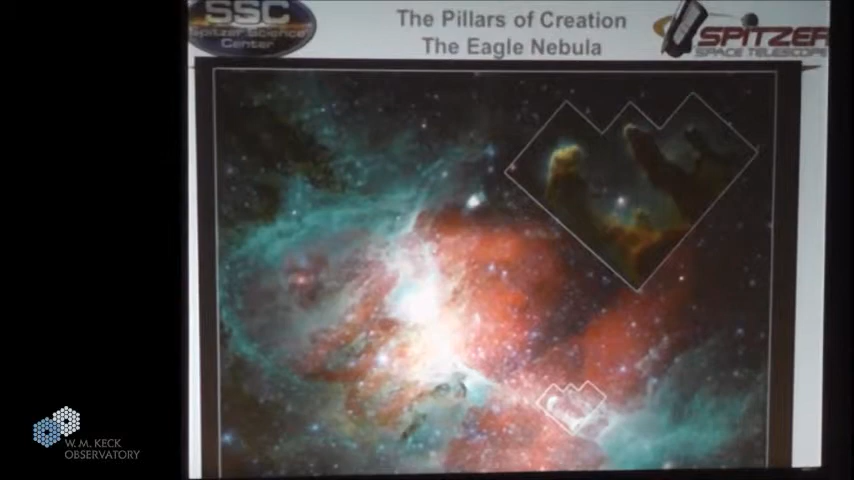 SSC
Spitzer Science
Center
The Pillars of Creation
The Eagle Nebula
SPITZER
SPACE TELESCOPE
W. M. KECK
OBSERVATORY